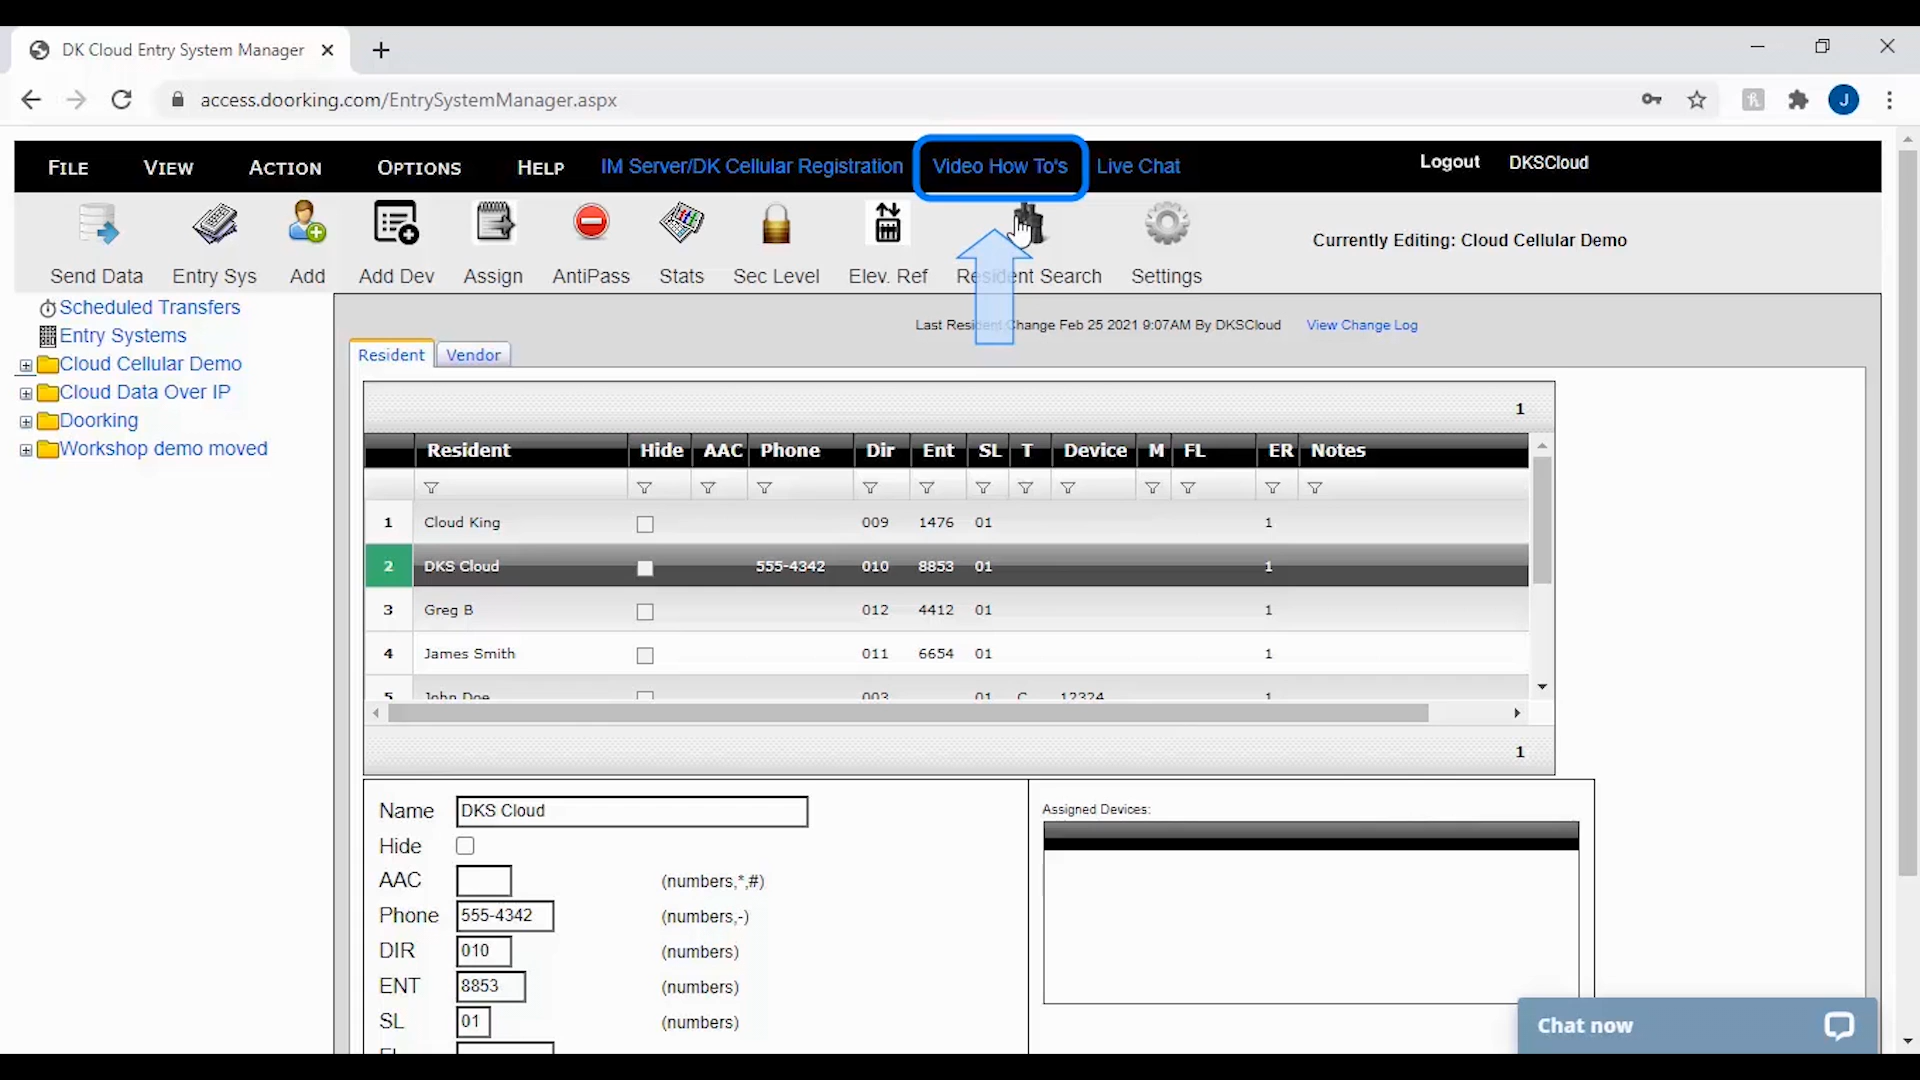 DK Cloud Entry System Manager
access.doorking.com/EntrySystemManager.aspx
J
FILE VIEW ACTION OPTIONS HELP IM Server/DK Cellular Registration Video How To's Live Chat Logout DKSCloud
Send Data Entry Sys Add Add Dev Assign AntiPass Stats Sec Level Elev. Ref Resident Search Settings
Currently Editing: Cloud Cellular Demo
Scheduled Transfers
Entry Systems
Cloud Cellular Demo
Cloud Data Over IP
Doorking
Workshop demo moved
Last Resident Change Feb 25 2021 9:07AM By DKSCloud View Change Log
Resident Vendor
1
Resident Hide AAC Phone Dir Ent SL T Device M FL ER Notes
1 Cloud King 009 1476 01 1
2 DKS Cloud 555-4342 010 8853 01 1
3 Greg B 012 4412 01 1
4 James Smith 011 6654 01 1
5 John Doe 003 01 C 12324 1
1
Name DKS Cloud
Hide
AAC (numbers,*,#)
Phone 555-4342 (numbers,-)
DIR 010 (numbers)
ENT 8853 (numbers)
SL 01 (numbers)
Assigned Devices:
Chat now